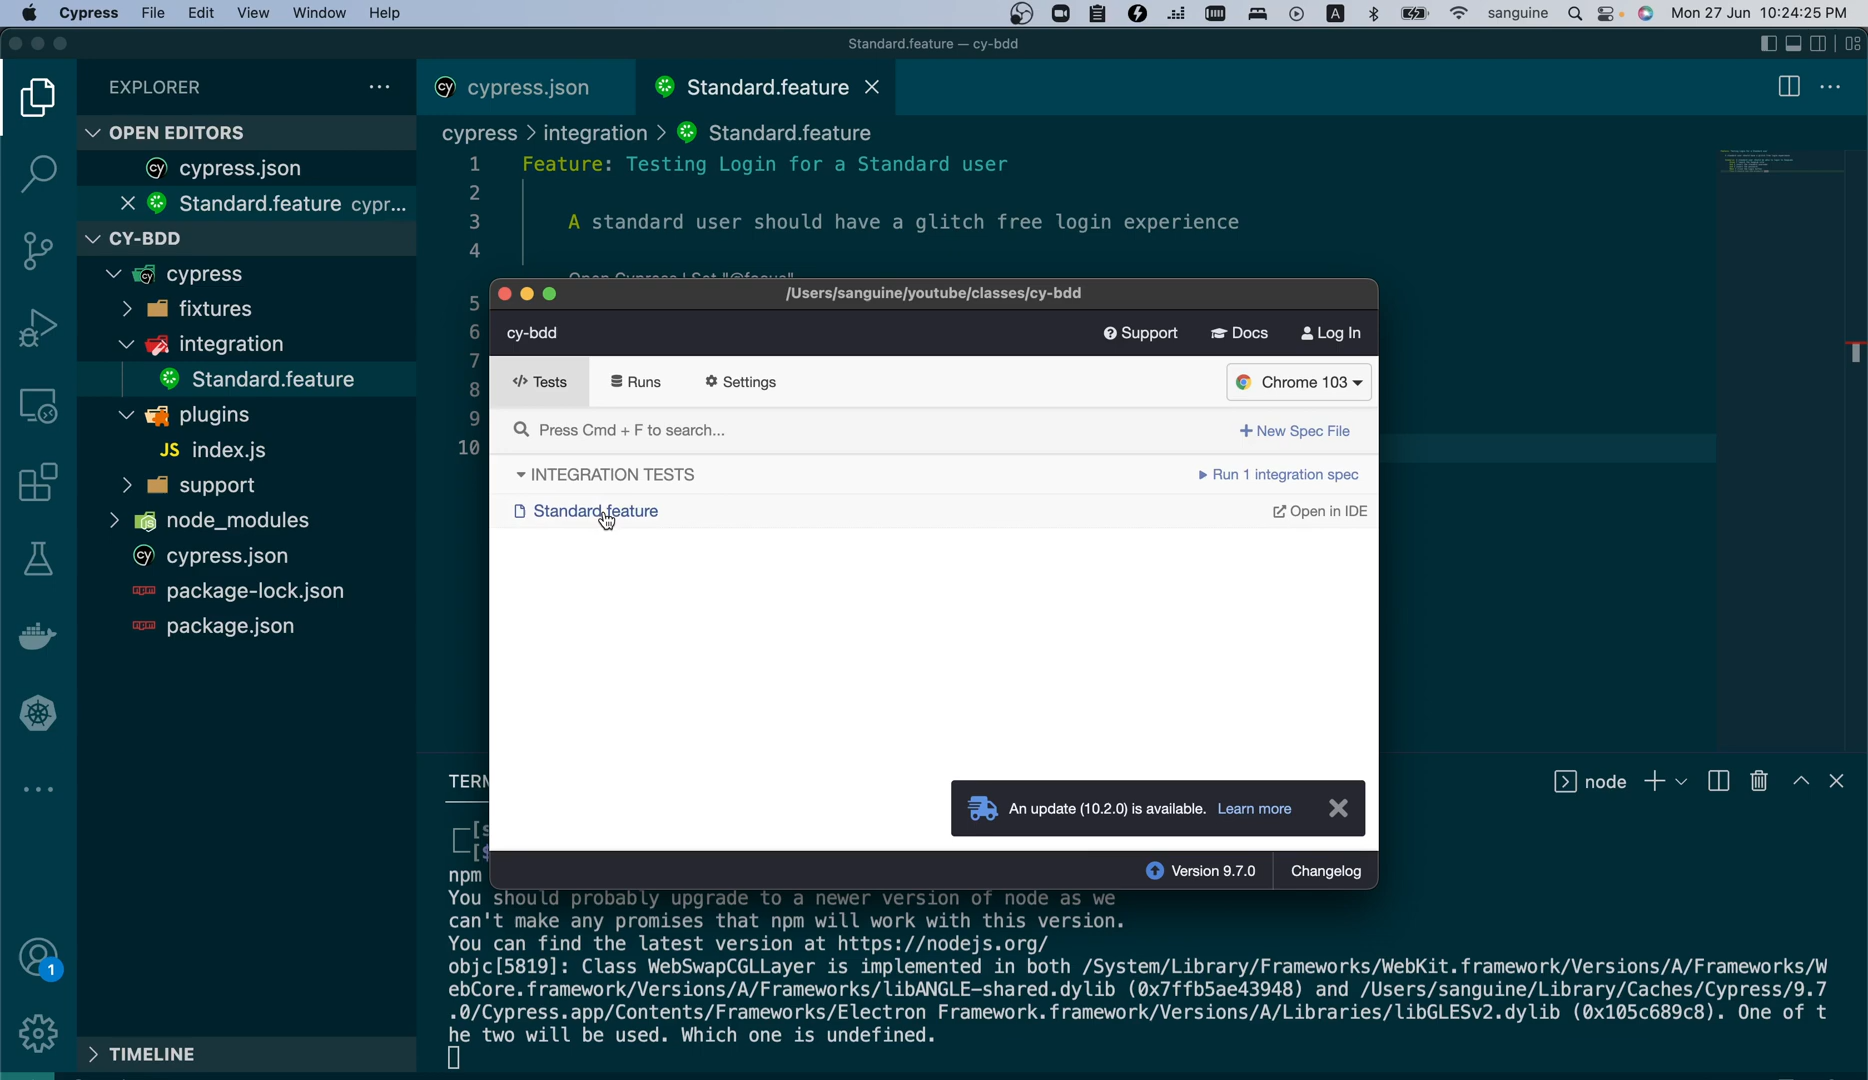 Cypress File Edit View Window Help
sanguine Mon 27 Jun 10:24:25 PM
Standard.feature — cy-bdd
EXPLORER
OPEN EDITORS
cypress.json
Standard.feature cypr...
CY-BDD
cypress
fixtures
integration
Standard.feature
plugins
JS index.js
support
node_modules
cypress.json
package-lock.json
package.json
TIMELINE
1
cypress.json Standard.feature
cypress > integration > Standard.feature
1 Feature: Testing Login for a Standard user
2
3 A standard user should have a glitch free login experience
4
Open Cypress | Set "@focus"
5
6
7
8
9
10
/Users/sanguine/youtube/classes/cy-bdd
cy-bdd Support Docs Log In
Tests Runs Settings Chrome 103
Press Cmd + F to search... New Spec File
INTEGRATION TESTS Run 1 integration spec
Standard.feature Open in IDE
An update (10.2.0) is available. Learn more
Version 9.7.0 Changelog
TERM
node
npm
You should probably upgrade to a newer version of node as we
can't make any promises that npm will work with this version.
You can find the latest version at https://nodejs.org/
objc[5819]: Class WebSwapCGLLayer is implemented in both /System/Library/Frameworks/WebKit.framework/Versions/A/Frameworks/W
ebCore.framework/Versions/A/Frameworks/libANGLE-shared.dylib (0x7ffb5ae43948) and /Users/sanguine/Library/Caches/Cypress/9.7
.0/Cypress.app/Contents/Frameworks/Electron Framework.framework/Versions/A/Libraries/libGLESv2.dylib (0x105c689c8). One of t
he two will be used. Which one is undefined.